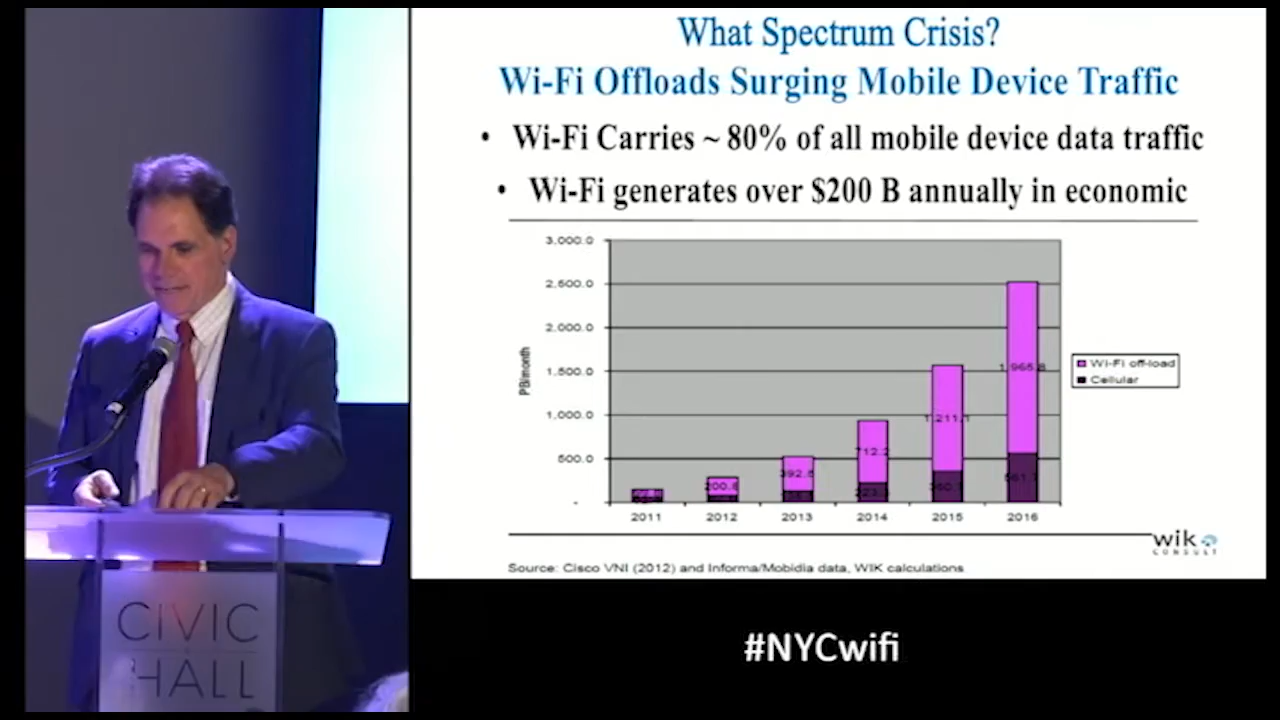 What Spectrum Crisis?
Wi-Fi Offloads Surging Mobile Device Traffic
• Wi-Fi Carries ~ 80% of all mobile device data traffic
• Wi-Fi generates over $200 B annually in economic
3,000.0
2,500.0
2,000.0
1,500.0
1,000.0
500.0
-
PB/month
200.8
392.5
712.2
1,211.1
1,965.8
2011 2012 2013 2014 2015 2016
Wi-Fi off-load
Cellular
wik
CONSULT
Source: Cisco VNI (2012) and Informa/Mobidia data, WIK calculations
#NYCwifi
CIVIC
HALL